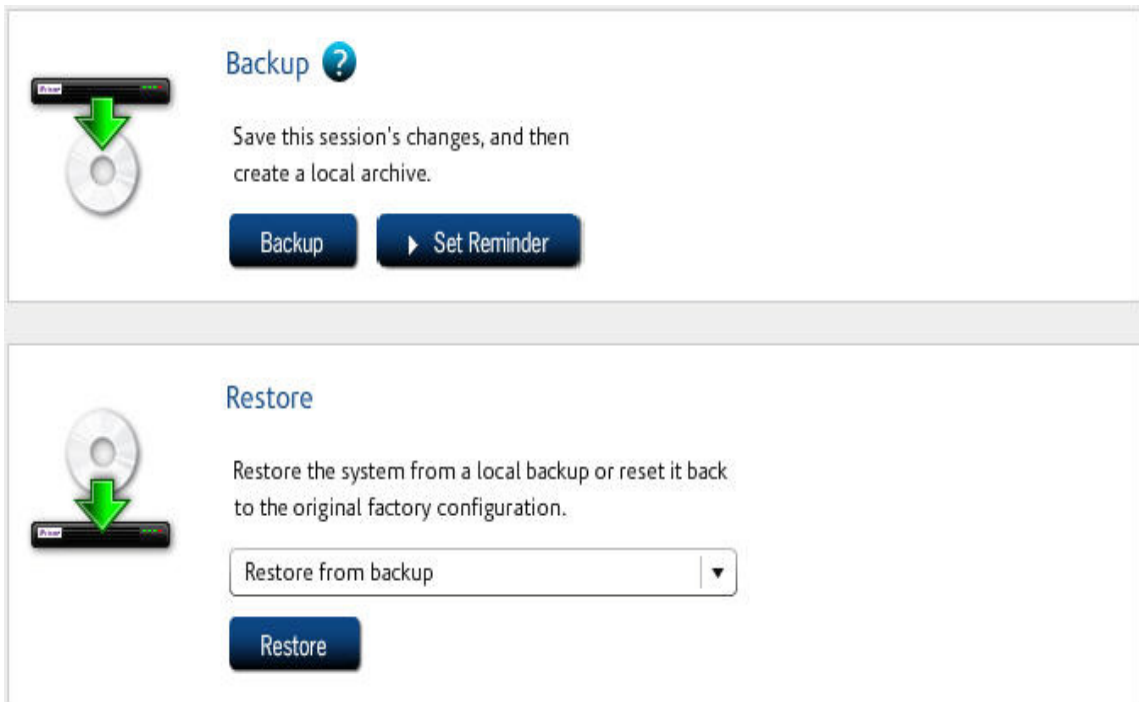 Backup ?
Save this session's changes, and then
create a local archive.
Backup
Set Reminder
Restore
Restore the system from a local backup or reset it back
to the original factory configuration.
Restore from backup
Restore